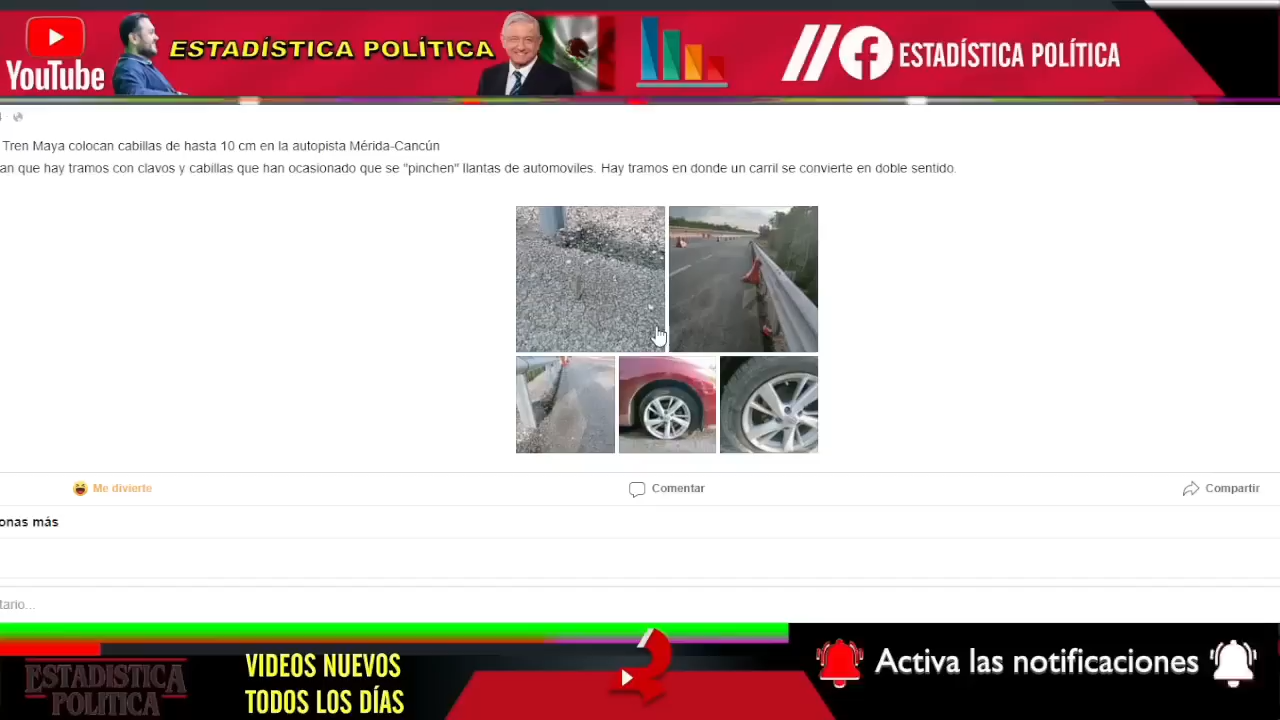 YouTube
ESTADÍSTICA POLÍTICA
ESTADÍSTICA POLÍTICA
Tren Maya colocan cabillas de hasta 10 cm en la autopista Mérida-Cancún
an que hay tramos con clavos y cabillas que han ocasionado que se "pinchen" llantas de automoviles. Hay tramos en donde un carril se convierte en doble sentido.
Me divierte
Comentar
Compartir
onas más
tario...
ESTADÍSTICA
POLÍTICA
VIDEOS NUEVOS
TODOS LOS DÍAS
Activa las notificaciones